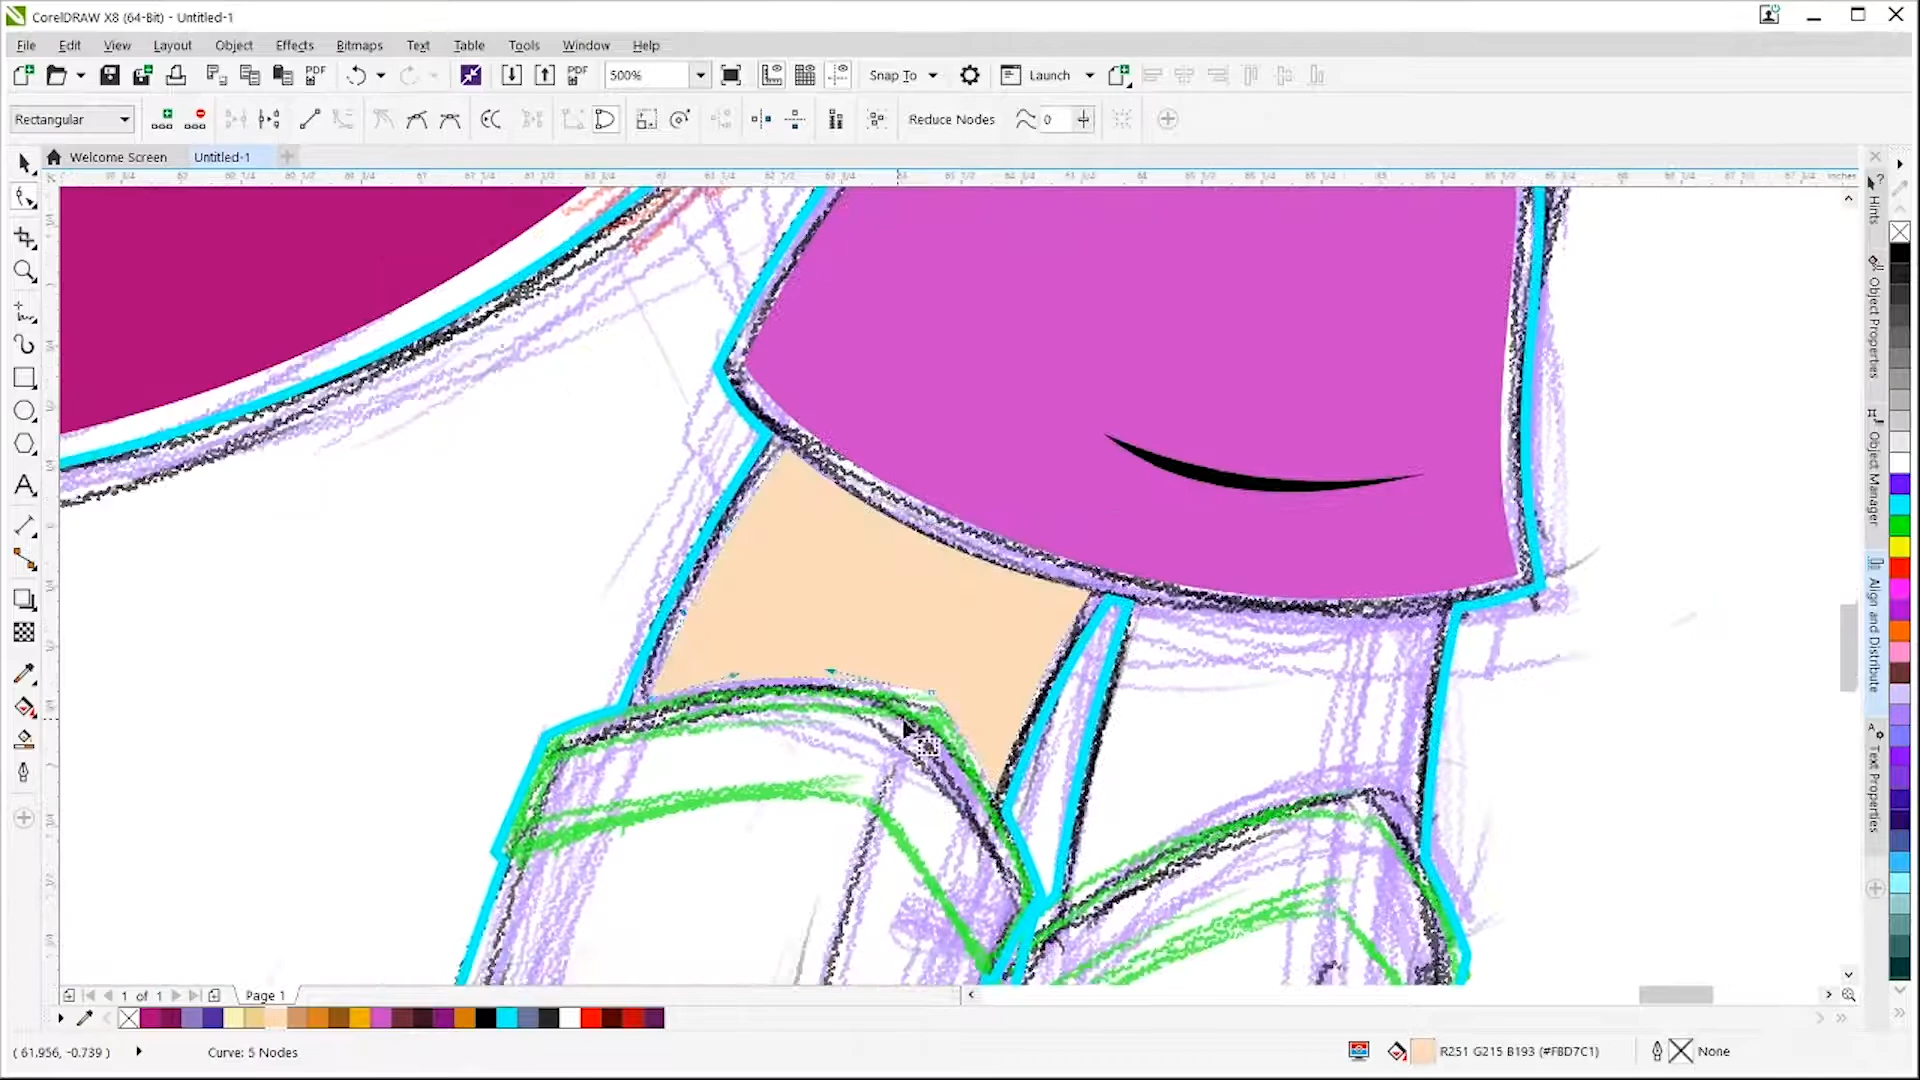 CorelDRAW X8 (64-Bit) - Untitled-1
File Edit View Layout Object Effects Bitmaps Text Table Tools Window Help
PDF PDF 500% Snap To Launch
Rectangular Reduce Nodes 0
Welcome Screen Untitled-1
inches
Hints
Object Properties
Object Manager
Align and Distribute
Text Properties
1 of 1 Page 1
( 61.956, -0.739 ) Curve: 5 Nodes R251 G215 B193 (#FBD7C1) None